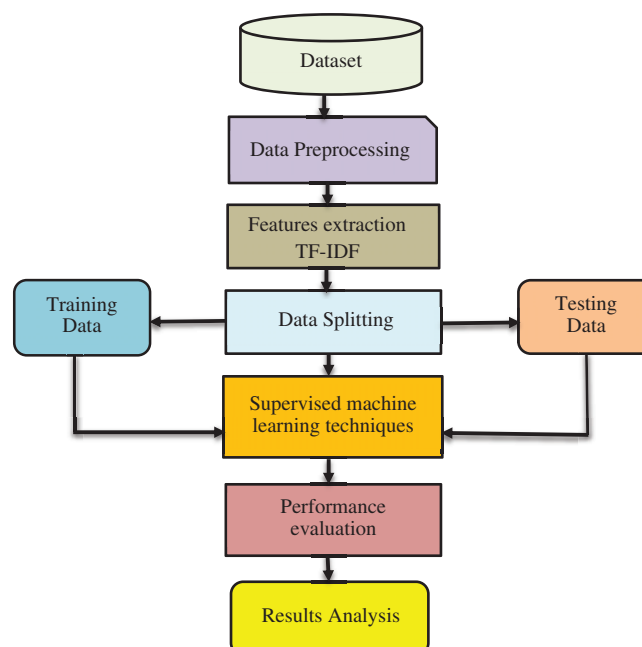 Dataset
Data Preprocessing
Features extraction
TF-IDF
Training
Data
Data Splitting
Testing
Data
Supervised machine
learning techniques
Performance
evaluation
Results Analysis